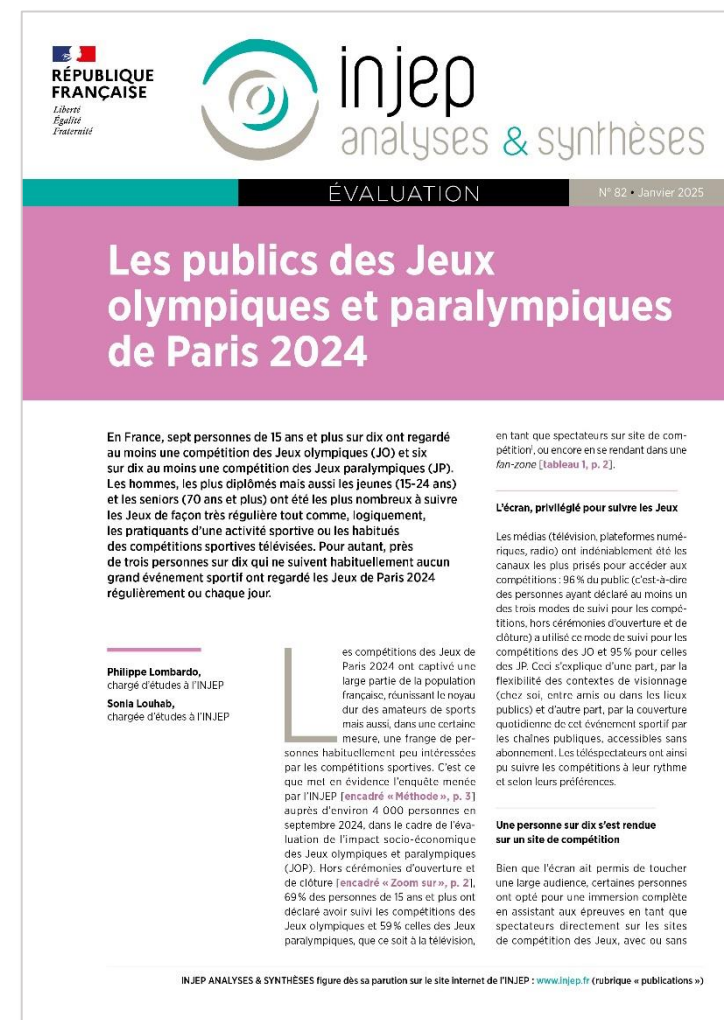 RÉPUBLIQUE
FRANÇAISE
Liberté
Égalité
Fraternité
injep
analyses & synthèses
ÉVALUATION
N° 82 • Janvier 2025
Les publics des Jeux
olympiques et paralympiques
de Paris 2024
En France, sept personnes de 15 ans et plus sur dix ont regardé
au moins une compétition des Jeux olympiques (JO) et six
sur dix au moins une compétition des Jeux paralympiques (JP).
Les hommes, les plus diplômés mais aussi les jeunes (15-24 ans)
et les seniors (70 ans et plus) ont été les plus nombreux à suivre
les Jeux de façon très régulière tout comme, logiquement,
les pratiquants d'une activité sportive ou les habitués
des compétitions sportives télévisées. Pour autant, près
de trois personnes sur dix qui ne suivent habituellement aucun
grand événement sportif ont regardé les Jeux de Paris 2024
régulièrement ou chaque jour.
Philippe Lombardo,
chargé d'études à l'INJEP
Sonia Louhab,
chargée d'études à l'INJEP
Les compétitions des Jeux de
Paris 2024 ont captivé une
large partie de la population
française, réunissant le noyau
dur des amateurs de sports
mais aussi, dans une certaine
mesure, une frange de per-
sonnes habituellement peu intéressées
par les compétitions sportives. C'est ce
que met en évidence l'enquête menée
par l'INJEP [encadré « Méthode », p. 3]
auprès d'environ 4 000 personnes en
septembre 2024, dans le cadre de l'éva-
luation de l'impact socio-économique
des Jeux olympiques et paralympiques
(JOP). Hors cérémonies d'ouverture et
de clôture [encadré « Zoom sur », p. 2],
69 % des personnes de 15 ans et plus ont
déclaré avoir suivi les compétitions des
Jeux olympiques et 59 % celles des Jeux
paralympiques, que ce soit à la télévision,
en tant que spectateurs sur site de com-
pétition¹, ou encore en se rendant dans une
fan-zone [tableau 1, p. 2].
L'écran, privilégié pour suivre les Jeux
Les médias (télévision, plateformes numé-
riques, radio) ont indéniablement été les
canaux les plus prisés pour accéder aux
compétitions : 96 % du public (c'est-à-dire
des personnes ayant déclaré au moins un
des trois modes de suivi pour les compé-
titions, hors cérémonies d'ouverture et de
clôture) a utilisé ce mode de suivi pour les
compétitions des JO et 95 % pour celles
des JP. Ceci s'explique d'une part, par la
flexibilité des contextes de visionnage
(chez soi, entre amis ou dans les lieux
publics) et d'autre part, par la couverture
quotidienne de cet événement sportif par
les chaînes publiques, accessibles sans
abonnement. Les téléspectateurs ont ainsi
pu suivre les compétitions à leur rythme
et selon leurs préférences.
Une personne sur dix s'est rendue
sur un site de compétition
Bien que l'écran ait permis de toucher
une large audience, certaines personnes
ont opté pour une immersion complète
en assistant aux épreuves en tant que
spectateurs directement sur les sites
de compétition des Jeux, avec ou sans
INJEP ANALYSES & SYNTHÈSES figure dès sa parution sur le site internet de l'INJEP : www.injep.fr (rubrique « publications »)